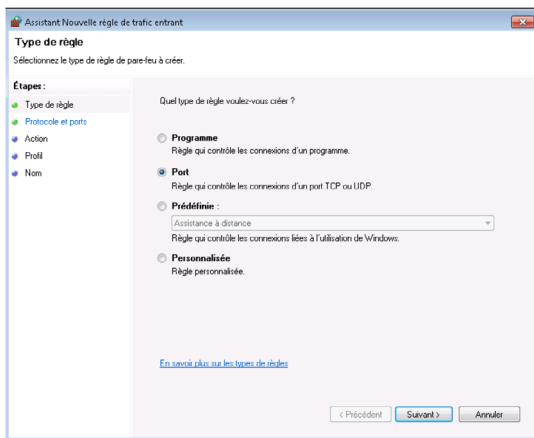 Assistant Nouvelle règle de trafic entrant
Type de règle
Sélectionnez le type de règle de pare-feu à créer.
Étapes :
Type de règle
Protocole et ports
Action
Profil
Nom
Quel type de règle voulez-vous créer ?
Programme
Règle qui contrôle les connexions d'un programme.
Port
Règle qui contrôle les connexions d'un port TCP ou UDP.
Prédéfinie :
Assistance à distance
Règle qui contrôle les connexions liées à l'utilisation de Windows.
Personnalisée
Règle personnalisée.
En savoir plus sur les types de règles
< Précédent Suivant > Annuler